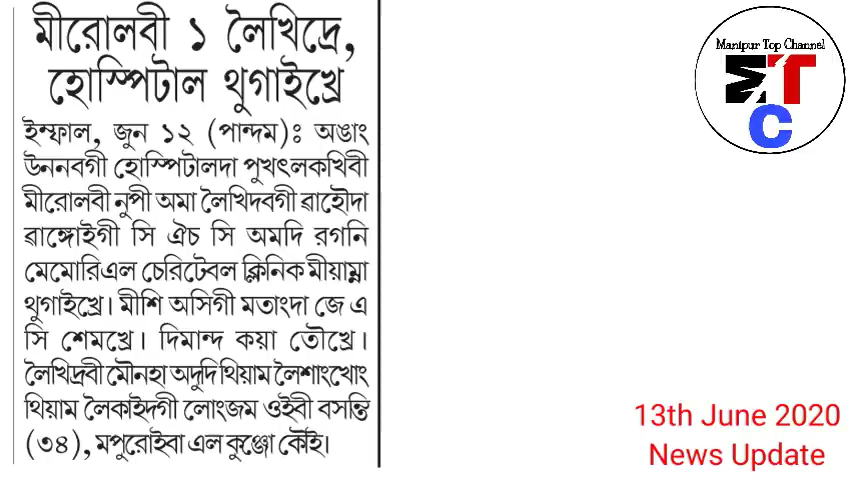 মীরোলবী ১ লৈখিদ্রে,
হোস্পিটাল থুগাইখ্রে
ইম্ফাল, জুন ১২ (পান্দম)ঃ অঙাং
উননবগী হোস্পিটালদা পুখৎলকখিবী
মীরোলবী নুপী অমা লৈখিদবগী ৱাহৌদা
ৱাঙ্গোইগী সি ঐচ সি অমদি রগনি
মেমোরিএল চেরিটেবল ক্লিনিক মীয়াম্না
থুগাইখ্রে। মীশি অসিগী মতাংদা জে এ
সি শেমখ্রে। দিমান্দ কয়া তৌখ্রে।
লৈখিদ্রবী মৌনহা অদুদি থিয়াম লৈশাংখোং
থিয়াম লৈকাইদগী লোংজম ওইবী বসন্তি
(৩৪), মপুরোইবা এল কুঞ্জো কৌই।
Manipur Top Channel
MTC
13th June 2020
News Update